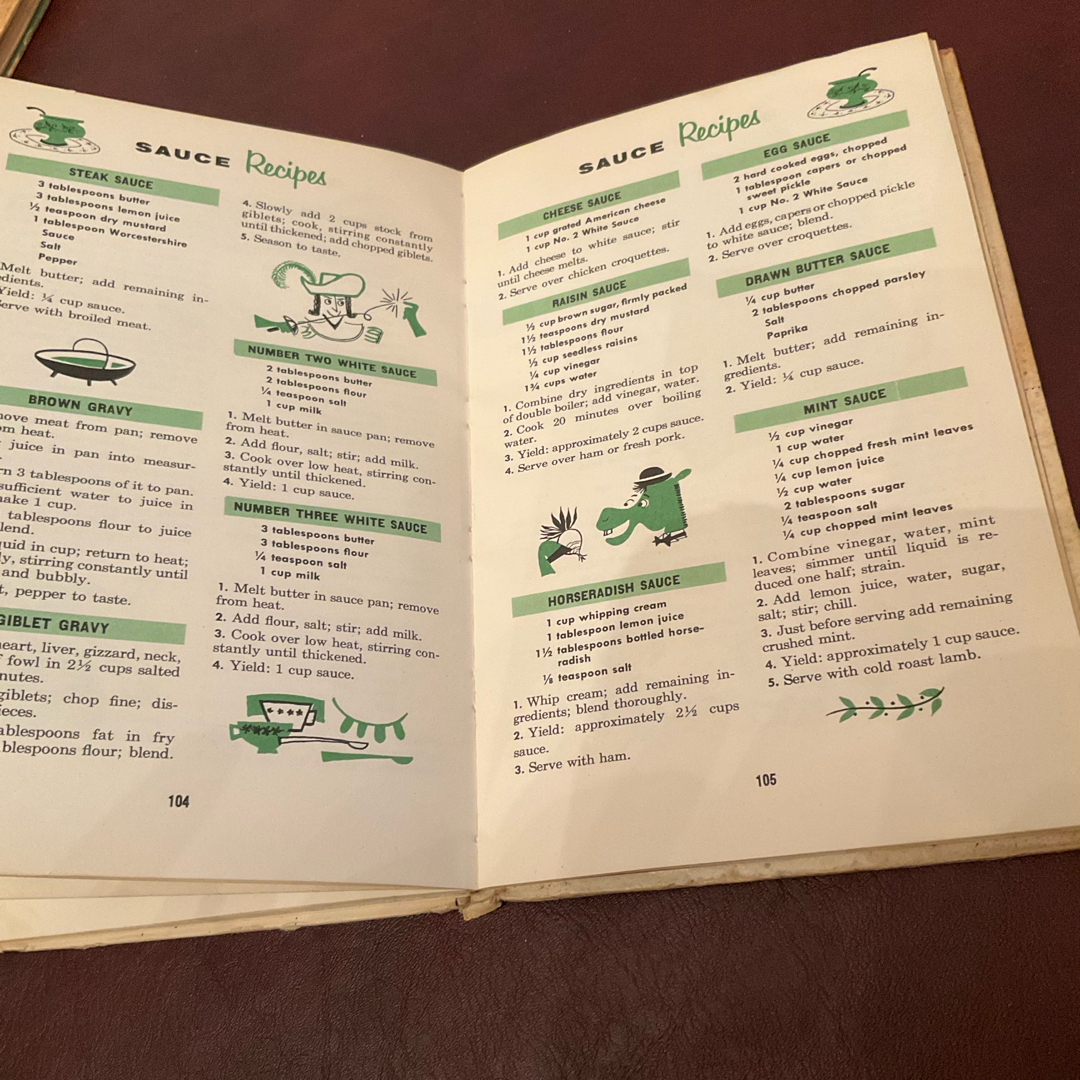 SAUCE Recipes
STEAK SAUCE
3 tablespoons butter
3 tablespoons lemon juice
½ teaspoon dry mustard
1 tablespoon Worcestershire
Sauce
Salt
Pepper
Melt butter; add remaining in-
edients.
Yield: ¼ cup sauce.
Serve with broiled meat.
BROWN GRAVY
move meat from pan; remove
om heat.
juice in pan into measur-
rn 3 tablespoons of it to pan.
sufficient water to juice in
make 1 cup.
tablespoons flour to juice
lend.
quid in cup; return to heat;
ly, stirring constantly until
and bubbly.
t, pepper to taste.
GIBLET GRAVY
heart, liver, gizzard, neck,
f fowl in 2½ cups salted
nutes.
giblets; chop fine; dis-
ieces.
ablespoons fat in fry
blespoons flour; blend.
4. Slowly add 2 cups stock from
giblets; cook, stirring constantly
until thickened; add chopped giblets.
5. Season to taste.
NUMBER TWO WHITE SAUCE
2 tablespoons butter
2 tablespoons flour
¼ teaspoon salt
1 cup milk
1. Melt butter in sauce pan; remove
from heat.
2. Add flour, salt; stir; add milk.
3. Cook over low heat, stirring con-
stantly until thickened.
4. Yield: 1 cup sauce.
NUMBER THREE WHITE SAUCE
3 tablespoons butter
3 tablespoons flour
¼ teaspoon salt
1 cup milk
1. Melt butter in sauce pan; remove
from heat.
2. Add flour, salt; stir; add milk.
3. Cook over low heat, stirring con-
stantly until thickened.
4. Yield: 1 cup sauce.
104
SAUCE Recipes
CHEESE SAUCE
1 cup grated American cheese
1 cup No. 2 White Sauce
1. Add cheese to white sauce; stir
until cheese melts.
2. Serve over chicken croquettes.
RAISIN SAUCE
½ cup brown sugar, firmly packed
1½ teaspoons dry mustard
1½ tablespoons flour
½ cup seedless raisins
¼ cup vinegar
1¾ cups water
1. Combine dry ingredients in top
of double boiler; add vinegar, water.
2. Cook 20 minutes over boiling
water.
3. Yield: approximately 2 cups sauce.
4. Serve over ham or fresh pork.
HORSERADISH SAUCE
1 cup whipping cream
1 tablespoon lemon juice
1½ tablespoons bottled horse-
radish
⅛ teaspoon salt
1. Whip cream; add remaining in-
gredients; blend thoroughly.
2. Yield: approximately 2½ cups
sauce.
3. Serve with ham.
EGG SAUCE
2 hard cooked eggs, chopped
1 tablespoon capers or chopped
sweet pickle
1 cup No. 2 White Sauce
1. Add eggs, capers or chopped pickle
to white sauce; blend.
2. Serve over croquettes.
DRAWN BUTTER SAUCE
¼ cup butter
2 tablespoons chopped parsley
Salt
Paprika
1. Melt butter; add remaining in-
gredients.
2. Yield: ¼ cup sauce.
MINT SAUCE
½ cup vinegar
1 cup water
¼ cup chopped fresh mint leaves
¼ cup lemon juice
½ cup water
2 tablespoons sugar
¼ teaspoon salt
¼ cup chopped mint leaves
1. Combine vinegar, water, mint
leaves; simmer until liquid is re-
duced one half; strain.
2. Add lemon juice, water, sugar,
salt; stir; chill.
3. Just before serving add remaining
crushed mint.
4. Yield: approximately 1 cup sauce.
5. Serve with cold roast lamb.
105